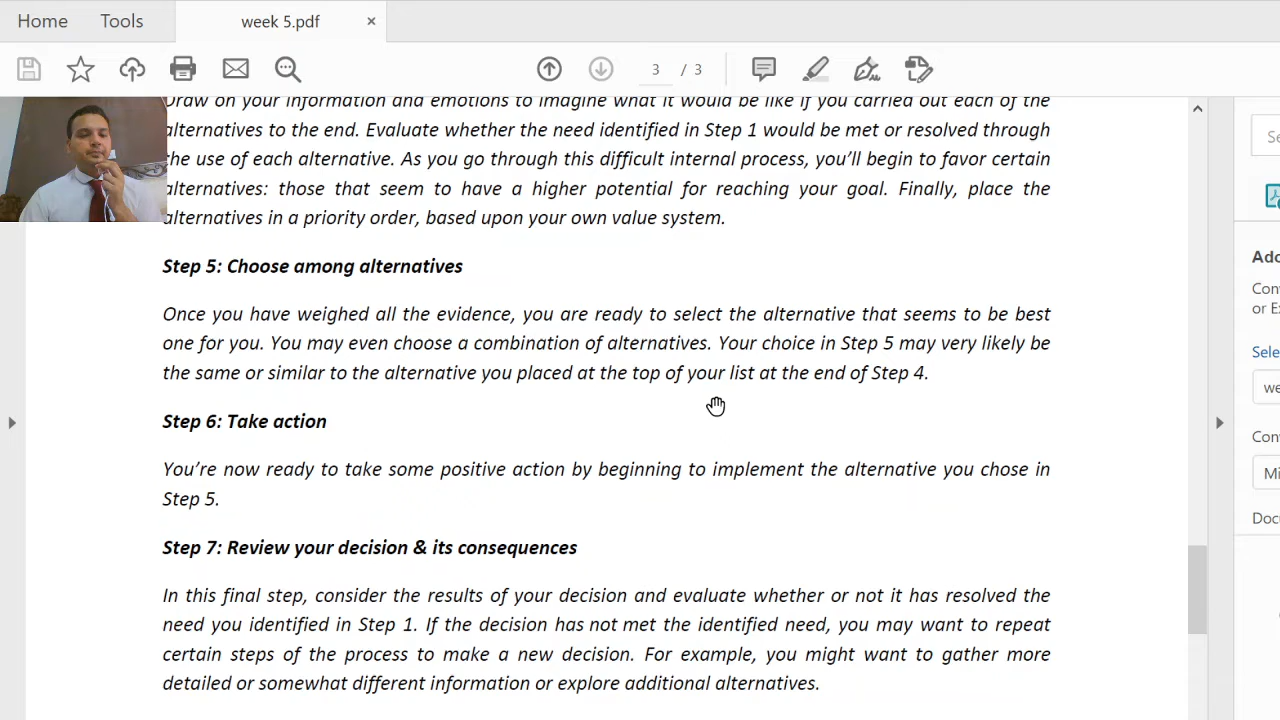 Home Tools week 5.pdf ×
3 / 3
Draw on your information and emotions to imagine what it would be like if you carried out each of the
alternatives to the end. Evaluate whether the need identified in Step 1 would be met or resolved through
the use of each alternative. As you go through this difficult internal process, you’ll begin to favor certain
alternatives: those that seem to have a higher potential for reaching your goal. Finally, place the
alternatives in a priority order, based upon your own value system.
Step 5: Choose among alternatives
Once you have weighed all the evidence, you are ready to select the alternative that seems to be best
one for you. You may even choose a combination of alternatives. Your choice in Step 5 may very likely be
the same or similar to the alternative you placed at the top of your list at the end of Step 4.
Step 6: Take action
You’re now ready to take some positive action by beginning to implement the alternative you chose in
Step 5.
Step 7: Review your decision & its consequences
In this final step, consider the results of your decision and evaluate whether or not it has resolved the
need you identified in Step 1. If the decision has not met the identified need, you may want to repeat
certain steps of the process to make a new decision. For example, you might want to gather more
detailed or somewhat different information or explore additional alternatives.
or E